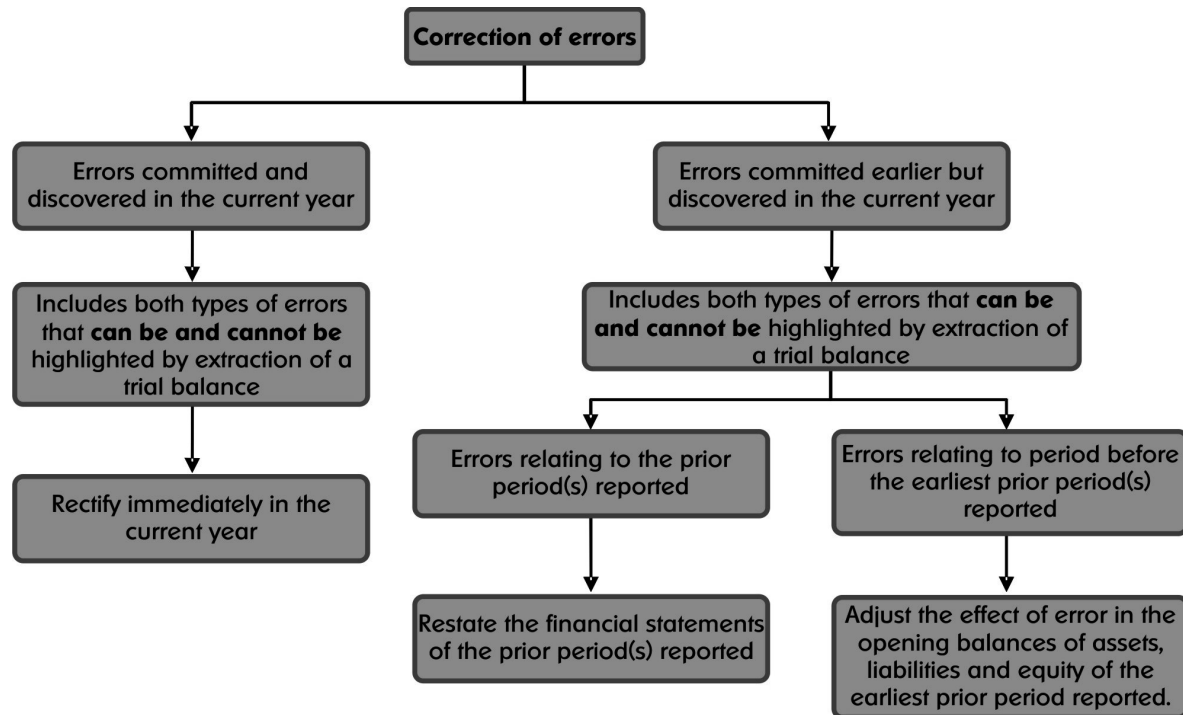 Correction of errors
Errors committed and
discovered in the current year
Errors committed earlier but
discovered in the current year
Includes both types of errors
that can be and cannot be
highlighted by extraction of a
trial balance
Includes both types of errors that can be
and cannot be highlighted by extraction of
a trial balance
Rectify immediately in the
current year
Errors relating to the prior
period(s) reported
Errors relating to period before
the earliest prior period(s)
reported
Restate the financial statements
of the prior period(s) reported
Adjust the effect of error in the
opening balances of assets,
liabilities and equity of the
earliest prior period reported.